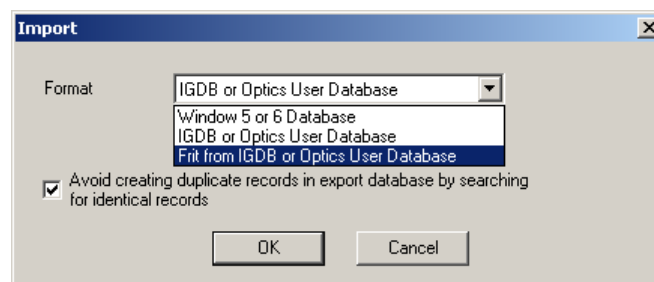 Import
Format
IGDB or Optics User Database
Window 5 or 6 Database
IGDB or Optics User Database
Frit from IGDB or Optics User Database
Avoid creating duplicate records in export database by searching
for identical records
OK
Cancel